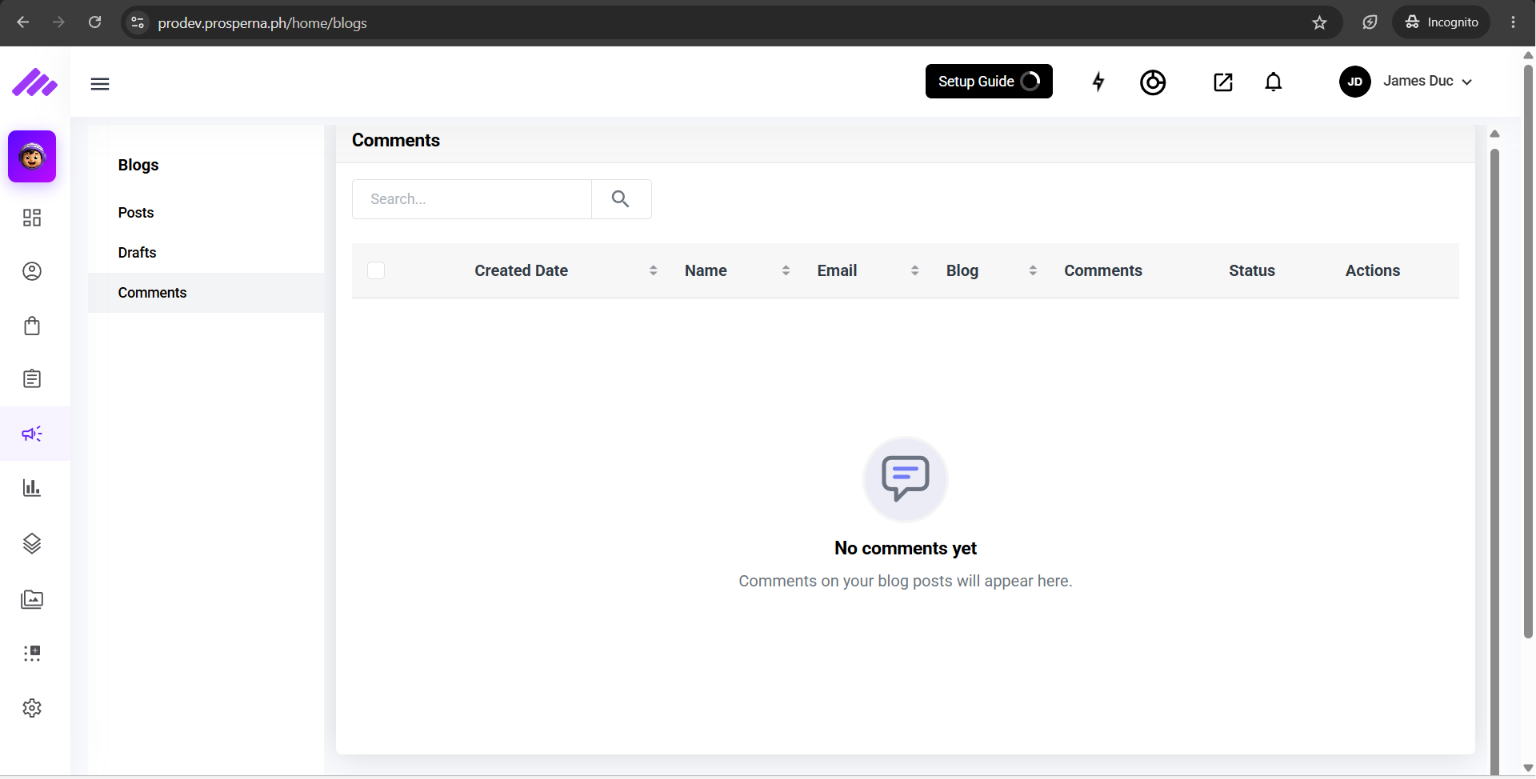 prodev.prosperna.ph/home/blogs
Incognito
Setup Guide
JD
James Duc
Blogs
Posts
Drafts
Comments
Comments
Search...
Created Date Name Email Blog Comments Status Actions
No comments yet
Comments on your blog posts will appear here.